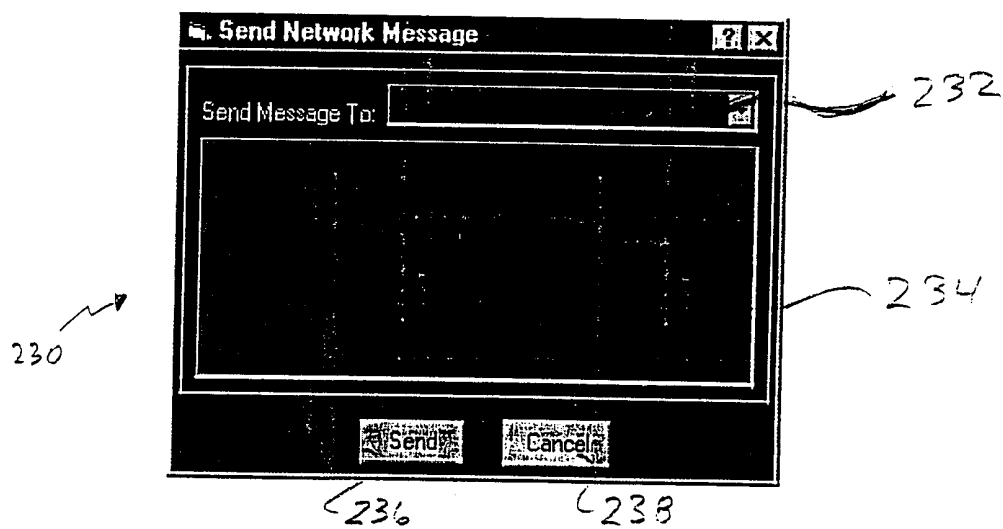 Send Network Message ? X
232
Send Message To:
234
230
Send Cancel
236 238